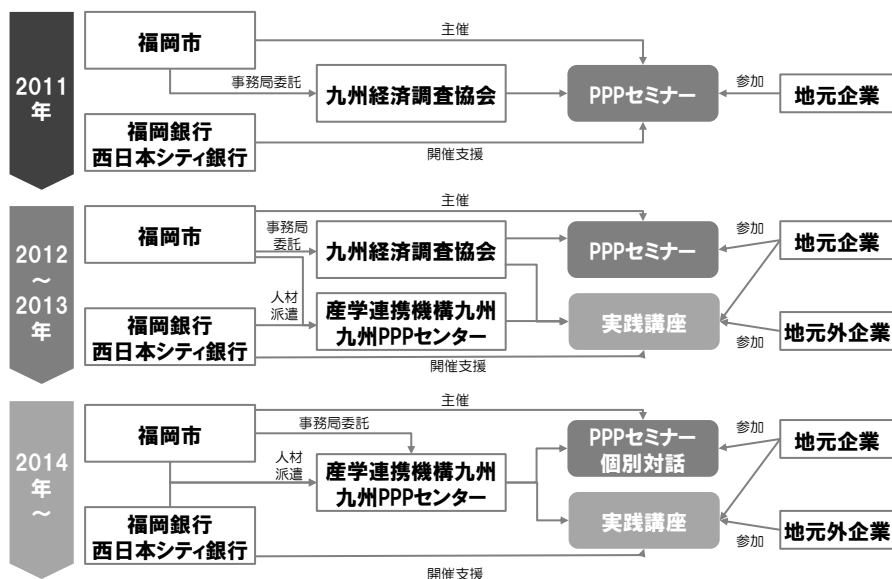 2011
年
福岡市
主催
事務局委託
九州経済調査協会
PPPセミナー
参加
地元企業
福岡銀行
西日本シティ銀行
開催支援
2012
～
2013
年
福岡市
主催
事務局
委託
九州経済調査協会
PPPセミナー
参加
地元企業
人材
派遣
福岡銀行
西日本シティ銀行
産学連携機構九州
九州PPPセンター
実践講座
参加
地元外企業
開催支援
2014
年
～
福岡市
主催
事務局委託
人材
派遣
産学連携機構九州
九州PPPセンター
PPPセミナー
個別対話
参加
地元企業
福岡銀行
西日本シティ銀行
実践講座
参加
地元外企業
開催支援